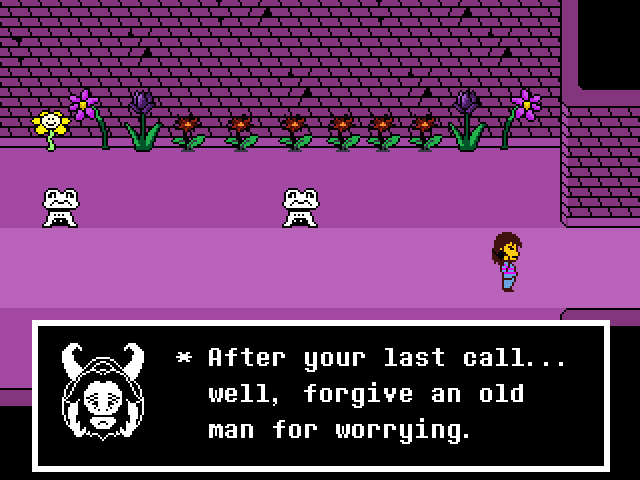 * After your last call...
well, forgive an old
man for worrying.